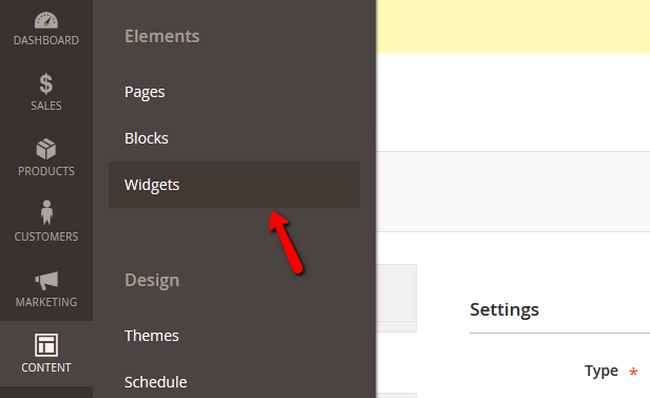 DASHBOARD
SALES
PRODUCTS
CUSTOMERS
MARKETING
CONTENT
Elements
Pages
Blocks
Widgets
Design
Themes
Schedule
Settings
Type *